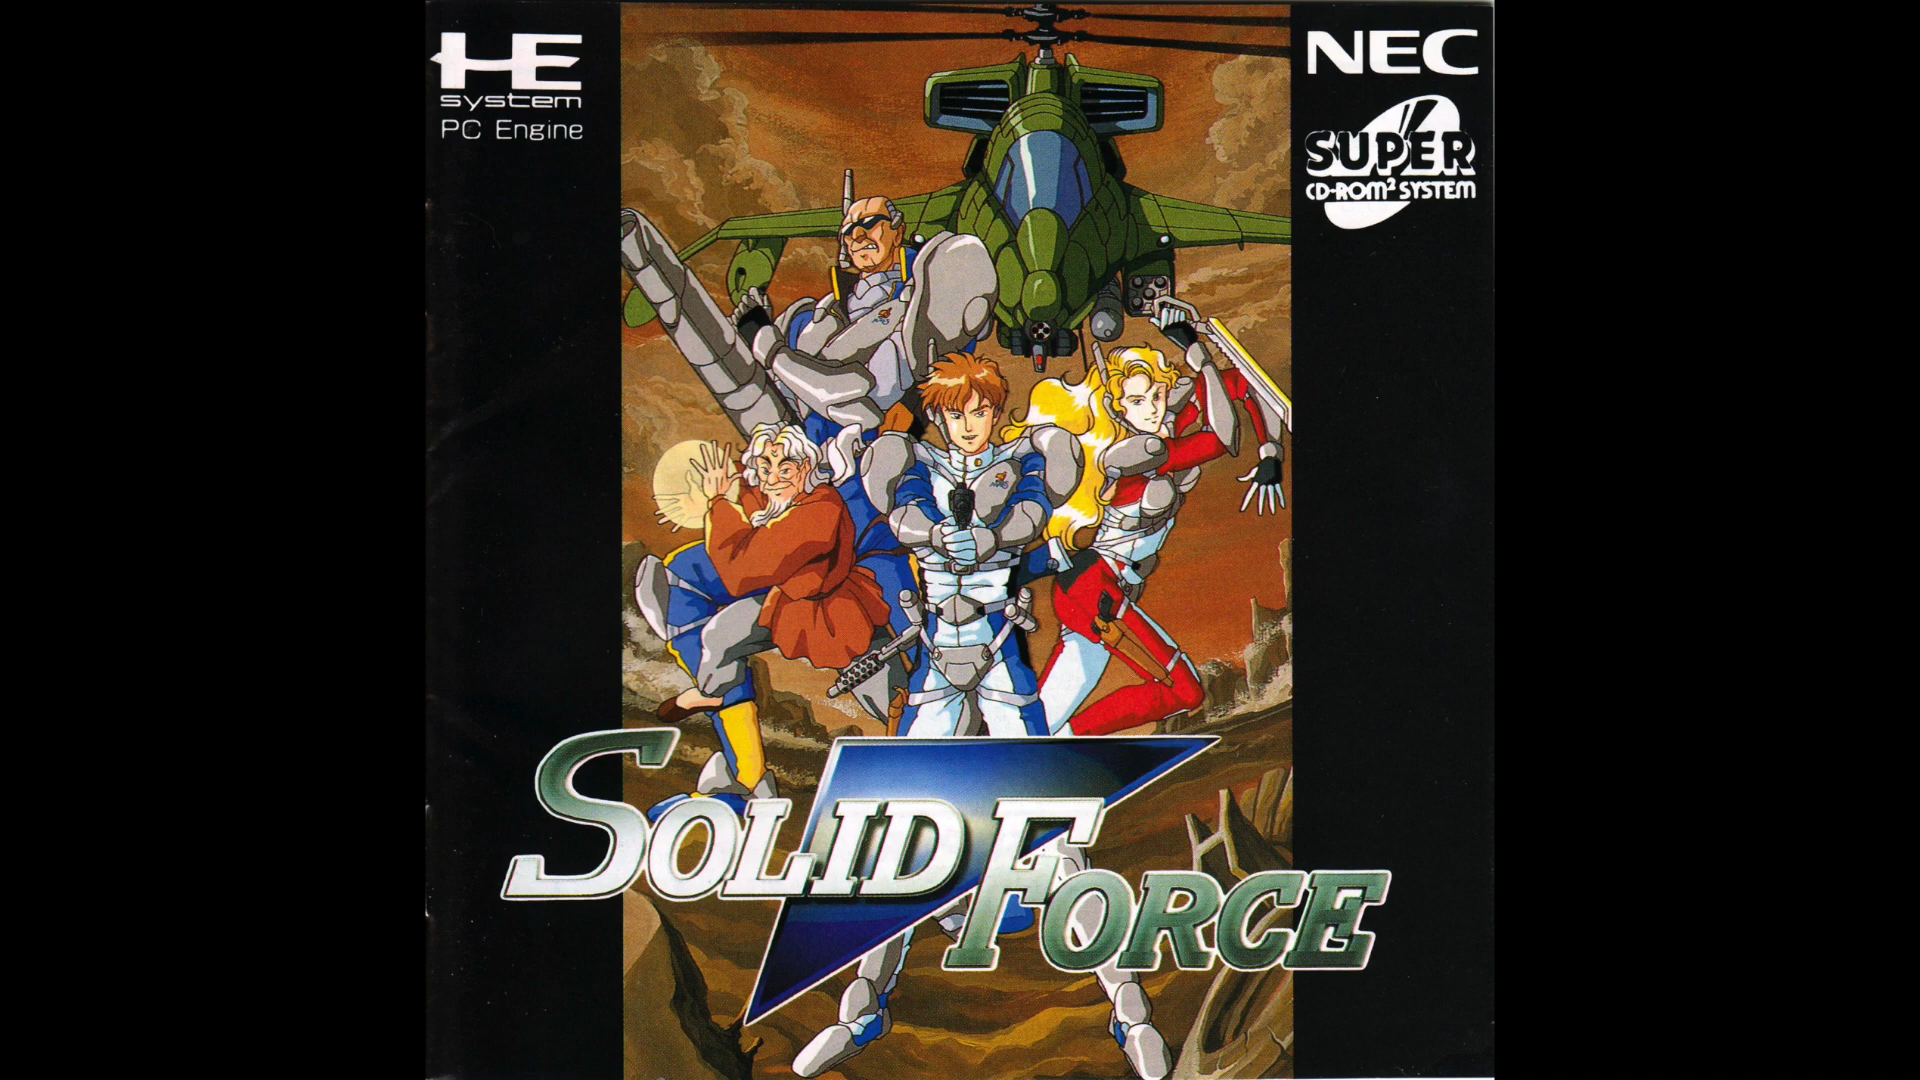 HE
system
PC Engine
NEC
SUPER
CD-ROM² SYSTEM
SOLID FORCE